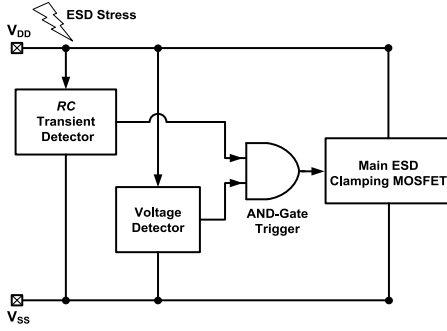 ESD Stress
VDD
RC
Transient
Detector
Voltage
Detector
AND-Gate
Trigger
Main ESD
Clamping MOSFET
VSS